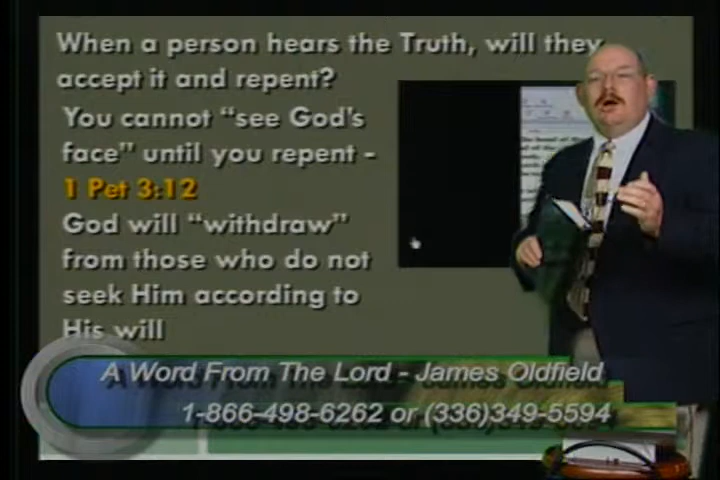 When a person hears the Truth, will they
accept it and repent?
You cannot "see God's
face" until you repent -
1 Pet 3:12
God will "withdraw"
from those who do not
seek Him according to
His will
A Word From The Lord - James Oldfield
1-866-498-6262 or (336)349-5594